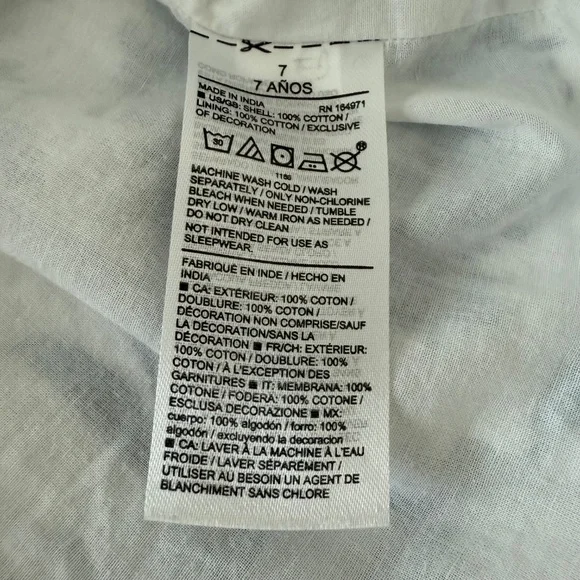 7
7 AÑOS
MADE IN INDIA RN 164971
■ US/GB: SHELL: 100% COTTON /
LINING: 100% COTTON / EXCLUSIVE
OF DECORATION
30
1156
MACHINE WASH COLD / WASH
SEPARATELY / ONLY NON-CHLORINE
BLEACH WHEN NEEDED / TUMBLE
DRY LOW / WARM IRON AS NEEDED /
DO NOT DRY CLEAN
NOT INTENDED FOR USE AS
SLEEPWEAR.
FABRIQUÉ EN INDE / HECHO EN
INDIA
■ CA: EXTÉRIEUR: 100% COTON /
DOUBLURE: 100% COTON /
DÉCORATION NON COMPRISE/SAUF
LA DÉCORATION/SANS LA
DÉCORATION ■ FR/CH: EXTÉRIEUR:
100% COTON / DOUBLURE: 100%
COTON / À L'EXCEPTION DES
GARNITURES ■ IT: MEMBRANA: 100%
COTONE / FODERA: 100% COTONE /
ESCLUSA DECORAZIONE ■ MX:
cuerpo: 100% algodón / forro: 100%
algodón / excluyendo la decoracion
■ CA: LAVER À LA MACHINE À L'EAU
FROIDE / LAVER SÉPARÉMENT /
UTILISER AU BESOIN UN AGENT DE
BLANCHIMENT SANS CHLORE